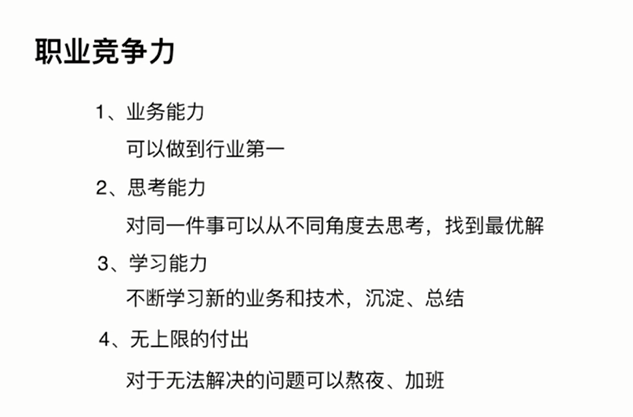 职业竞争力
1、业务能力
可以做到行业第一
2、思考能力
对同一件事可以从不同角度去思考，找到最优解
3、学习能力
不断学习新的业务和技术，沉淀、总结
4、无上限的付出
对于无法解决的问题可以熬夜、加班